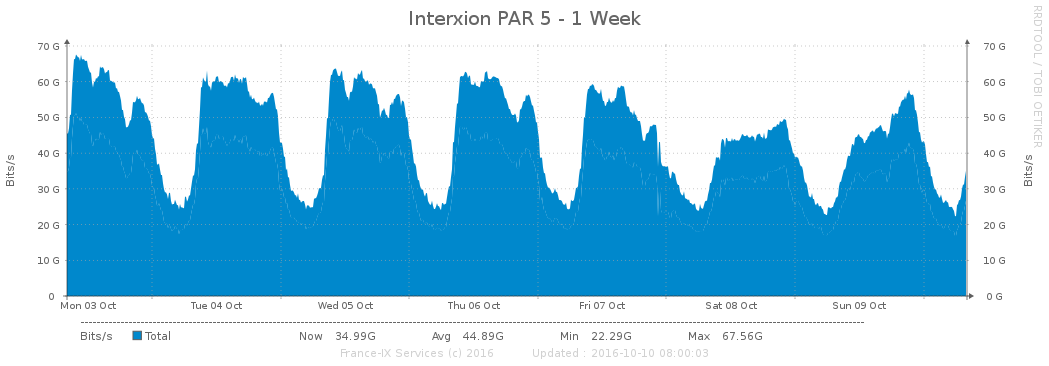 Interxion PAR 5 - 1 Week
RRDTOOL / TOBI OETIKER
Bits/s
70 G 70 G
60 G 60 G
50 G 50 G
40 G 40 G
30 G 30 G
20 G 20 G
10 G 10 G
0 0 G
Bits/s
Mon 03 Oct Tue 04 Oct Wed 05 Oct Thu 06 Oct Fri 07 Oct Sat 08 Oct Sun 09 Oct
Bits/s Total Now 34.99G Avg 44.89G Min 22.29G Max 67.56G
France-IX Services (c) 2016 Updated : 2016-10-10 08:00:03